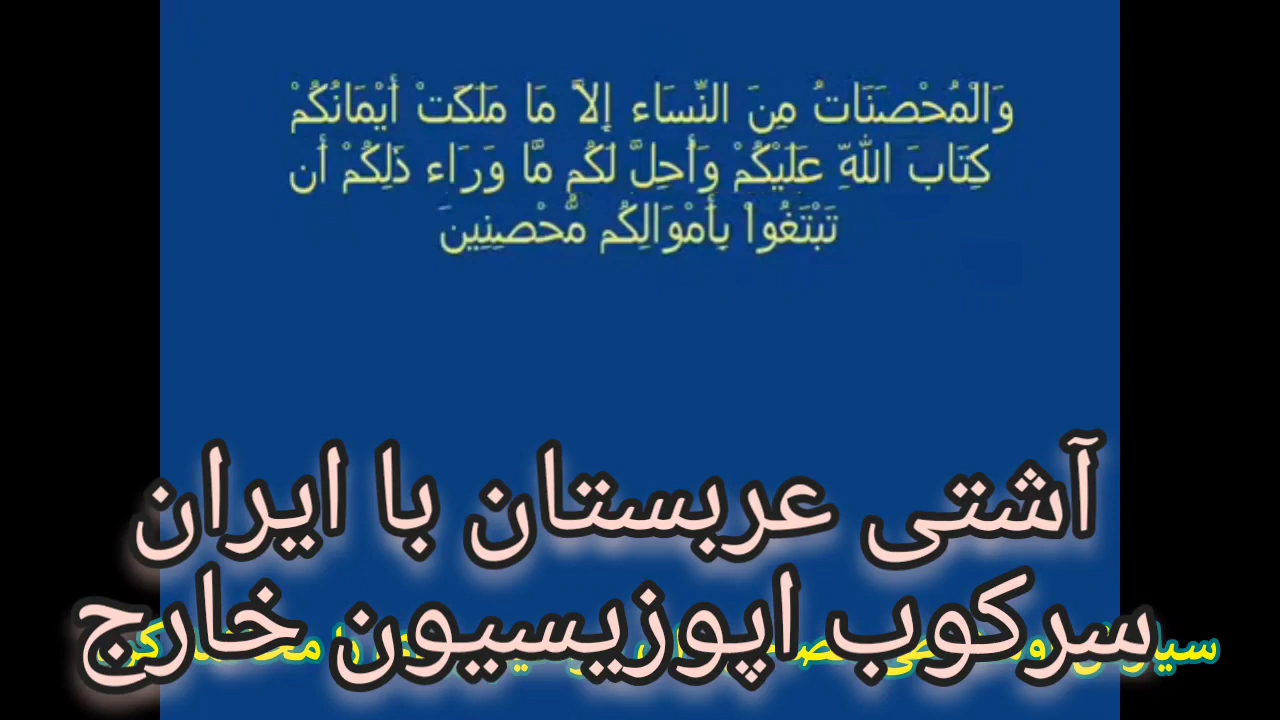 وَالْمُحْصَنَاتُ مِنَ النِّسَاء إِلاَّ مَا مَلَكَتْ أَيْمَانُكُمْ
كِتَابَ اللّهِ عَلَيْكُمْ وَأُحِلَّ لَكُم مَّا وَرَاء ذَلِكُمْ أَن
تَبْتَغُواْ بِأَمْوَالِكُم مُّحْصِنِينَ
آشتی عربستان با ایران
سرکوب اپوزیسیون خارج